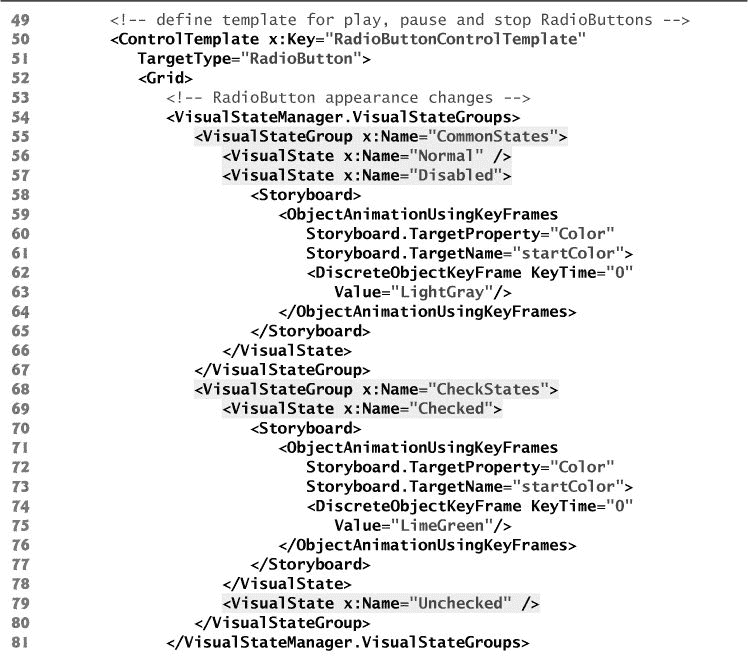 49 <!-- define template for play, pause and stop RadioButtons -->
50 <ControlTemplate x:Key="RadioButtonControlTemplate"
51 TargetType="RadioButton">
52 <Grid>
53 <!-- RadioButton appearance changes -->
54 <VisualStateManager.VisualStateGroups>
55 <VisualStateGroup x:Name="CommonStates">
56 <VisualState x:Name="Normal" />
57 <VisualState x:Name="Disabled">
58 <Storyboard>
59 <ObjectAnimationUsingKeyFrames
60 Storyboard.TargetProperty="Color"
61 Storyboard.TargetName="startColor">
62 <DiscreteObjectKeyFrame KeyTime="0"
63 Value="LightGray"/>
64 </ObjectAnimationUsingKeyFrames>
65 </Storyboard>
66 </VisualState>
67 </VisualStateGroup>
68 <VisualStateGroup x:Name="CheckStates">
69 <VisualState x:Name="Checked">
70 <Storyboard>
71 <ObjectAnimationUsingKeyFrames
72 Storyboard.TargetProperty="Color"
73 Storyboard.TargetName="startColor">
74 <DiscreteObjectKeyFrame KeyTime="0"
75 Value="LimeGreen"/>
76 </ObjectAnimationUsingKeyFrames>
77 </Storyboard>
78 </VisualState>
79 <VisualState x:Name="Unchecked" />
80 </VisualStateGroup>
81 </VisualStateManager.VisualStateGroups>